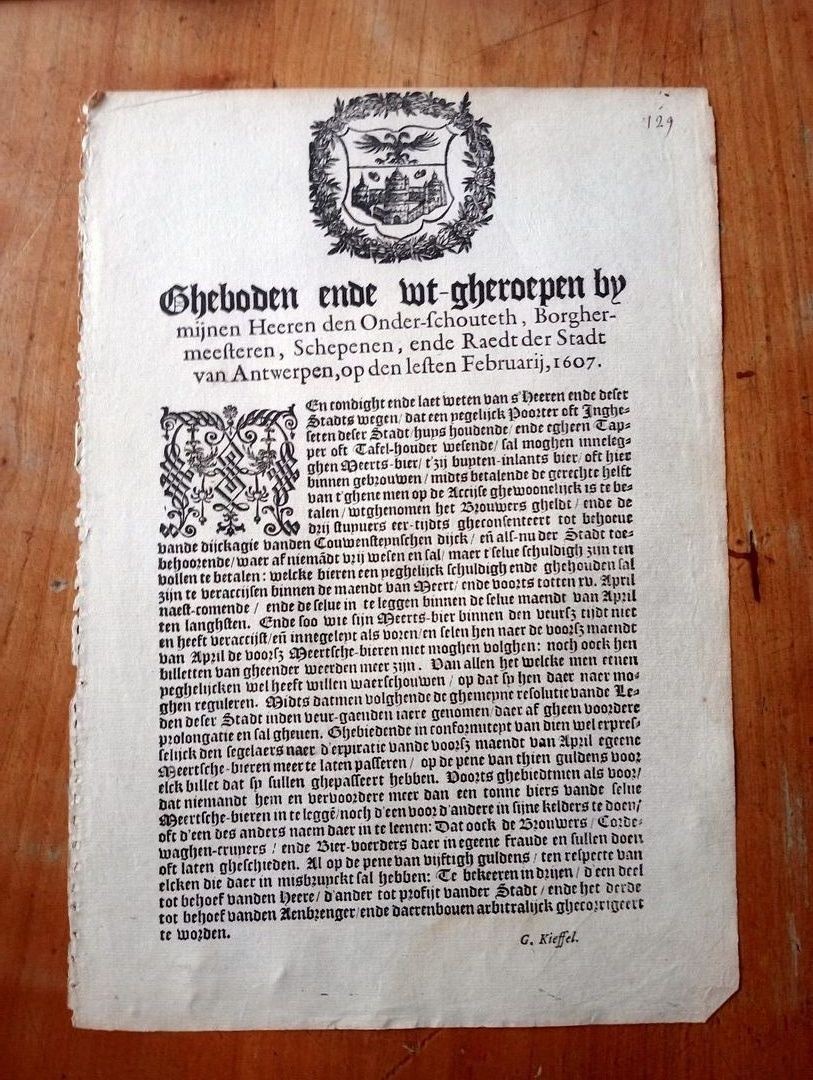 129
Gheboden ende wt-gheroepen by
mijnen Heeren den Onder-schouteth, Borgher-
meesteren, Schepenen, ende Raedt der Stadt
van Antwerpen, op den lesten Februarij, 1607.
MEn condight ende laet weten van s'Heeren ende deser
Stadts wegen/ dat een yegelijck Poorter oft Inghe-
seten deser Stadt/ huys houdende/ ende egheen Tap-
per oft Tafel-houder wesende/ sal moghen inneleg-
ghen Meerts-bier/ t'zij buyten-inlants bier/ oft hier
binnen gebrouwen/ midts betalende de gerechte helft
van t'ghene men op de Accijse ghewoonelijck is te be-
talen/ wtghenomen het Brouwers gheldt/ ende de
drij stuyuers eer-tijdts gheconsenteert tot behoeue
vande dijckagie vanden Couwensteynschen dijck/ eñ als-nu der Stadt toe-
behoorende/ waer af niemādt vrij wesen en sal/ maer t'selue schuldigh zijn ten
vollen te betalen: welcke bieren een yeghelijck schuldigh ende ghehouden sal
zijn te veraccijsen binnen de maendt van Meert/ ende voorts totten xv. April
naest-comende/ ende de selue in te leggen binnen de selue maendt van April
ten langhsten. Ende soo wie sijn Meerts-bier binnen den veursz tijdt niet
en heeft veraccijst/ eñ innegeleyt als voren/ en selen hen naer de voorsz maendt
van April de voorsz Meertsche-bieren niet moghen volghen: noch oock hen
billetten van gheender weerden meer zijn. Van allen het welcke men eenen
yeghelijcken wel heeft willen waerschouwen/ op dat sy hen daer naer mo-
ghen reguleren. Midts datmen volghende de ghemeyne resolutie vande Le-
den deser Stadt inden veur-gaenden iaere genomen/ daer af gheen voordere
prolongatie en sal gheuen. Ghebiedende in conformiteyt van dien wel expres-
selijck den segelaers naer d'expiratie vande voorsz maendt van April egeene
Meertsche-bieren meer te laten passeren/ op de pene van thien guldens voor
elck billet dat sy sullen ghepasseert hebben. Voorts ghebiedtmen als voor/
dat niemandt hem en vervoordere meer dan een tonne biers vande selue
Meertsche-bieren in te leggē/ noch d'een voor d'andere in sijne kelders te doen/
oft d'een des anders naem daer in te leenen: Dat oock de Brouwers/ Corde-
waghen-cruyers/ ende Bier-voerders daer in egeene fraude en sullen doen
oft laten gheschieden. Al op de pene van vijftigh guldens/ ten respecte van
elcken die daer in misbruyckt sal hebben: Te bekeeren in drijen/ d'een deel
tot behoef vanden Heere/ d'ander tot profijt vander Stadt/ ende het derde
tot behoef vanden Aenbrenger/ ende daerenbouen arbitralijck ghecorrigeert
te worden.
G. Kieffel.